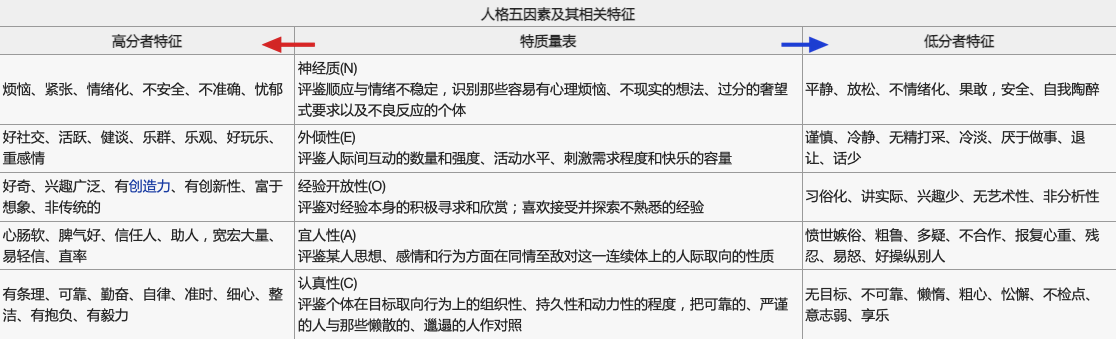 人格五因素及其相关特征
高分者特征
特质量表
低分者特征
烦恼、紧张、情绪化、不安全、不准确、忧郁
神经质(N)
评鉴顺应与情绪不稳定，识别那些容易有心理烦恼、不现实的想法、过分的奢望
式要求以及不良反应的个体
平静、放松、不情绪化、果敢，安全、自我陶醉
好社交、活跃、健谈、乐群、乐观、好玩乐、
重感情
外倾性(E)
评鉴人际间互动的数量和强度、活动水平、刺激需求程度和快乐的容量
谨慎、冷静、无精打采、冷淡、厌于做事、退
让、话少
好奇、兴趣广泛、有创造力、有创新性、富于
想象、非传统的
经验开放性(O)
评鉴对经验本身的积极寻求和欣赏；喜欢接受并探索不熟悉的经验
习俗化、讲实际、兴趣少、无艺术性、非分析性
心肠软、脾气好、信任人、助人，宽宏大量、
易轻信、直率
宜人性(A)
评鉴某人思想、感情和行为方面在同情至敌对这一连续体上的人际取向的性质
愤世嫉俗、粗鲁、多疑、不合作、报复心重、残
忍、易怒、好操纵别人
有条理、可靠、勤奋、自律、准时、细心、整
洁、有抱负、有毅力
认真性(C)
评鉴个体在目标取向行为上的组织性、持久性和动力性的程度，把可靠的、严谨
的人与那些懒散的、邋遢的人作对照
无目标、不可靠、懒惰、粗心、忪懈、不检点、
意志弱、享乐